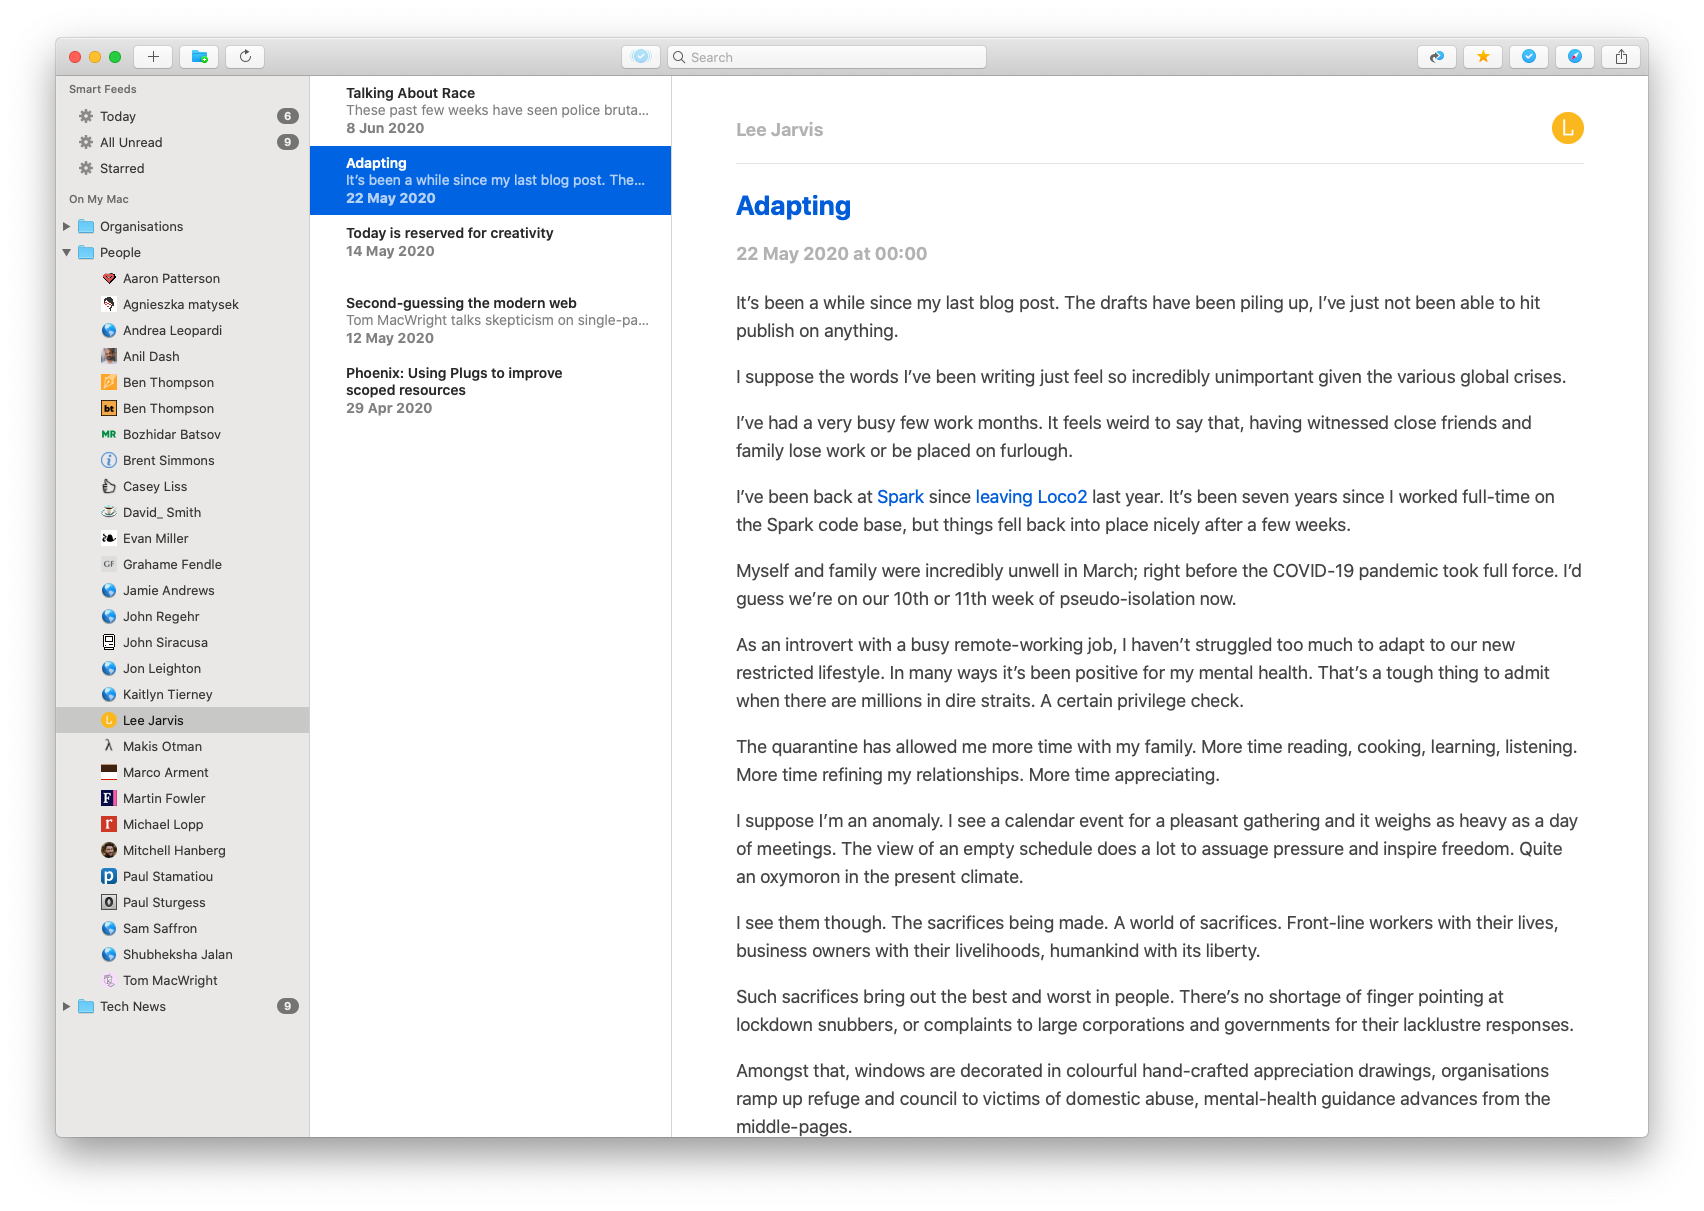 Search
Smart Feeds
Today 6
All Unread 9
Starred
On My Mac
Organisations
People
Aaron Patterson
Agnieszka matysek
Andrea Leopardi
Anil Dash
Ben Thompson
bt Ben Thompson
MR Bozhidar Batsov
i Brent Simmons
Casey Liss
David_ Smith
Evan Miller
GF Grahame Fendle
Jamie Andrews
John Regehr
John Siracusa
Jon Leighton
Kaitlyn Tierney
L Lee Jarvis
λ Makis Otman
Marco Arment
F Martin Fowler
r Michael Lopp
Mitchell Hanberg
p Paul Stamatiou
O Paul Sturgess
Sam Saffron
Shubheksha Jalan
Tom MacWright
Tech News 9
Talking About Race
These past few weeks have seen police bruta...
8 Jun 2020
Adapting
It’s been a while since my last blog post. The...
22 May 2020
Today is reserved for creativity
14 May 2020
Second-guessing the modern web
Tom MacWright talks skepticism on single-pa...
12 May 2020
Phoenix: Using Plugs to improve
scoped resources
29 Apr 2020
Lee Jarvis L
Adapting
22 May 2020 at 00:00
It’s been a while since my last blog post. The drafts have been piling up, I’ve just not been able to hit
publish on anything.
I suppose the words I’ve been writing just feel so incredibly unimportant given the various global crises.
I’ve had a very busy few work months. It feels weird to say that, having witnessed close friends and
family lose work or be placed on furlough.
I’ve been back at Spark since leaving Loco2 last year. It’s been seven years since I worked full-time on
the Spark code base, but things fell back into place nicely after a few weeks.
Myself and family were incredibly unwell in March; right before the COVID-19 pandemic took full force. I’d
guess we’re on our 10th or 11th week of pseudo-isolation now.
As an introvert with a busy remote-working job, I haven’t struggled too much to adapt to our new
restricted lifestyle. In many ways it’s been positive for my mental health. That’s a tough thing to admit
when there are millions in dire straits. A certain privilege check.
The quarantine has allowed me more time with my family. More time reading, cooking, learning, listening.
More time refining my relationships. More time appreciating.
I suppose I’m an anomaly. I see a calendar event for a pleasant gathering and it weighs as heavy as a day
of meetings. The view of an empty schedule does a lot to assuage pressure and inspire freedom. Quite
an oxymoron in the present climate.
I see them though. The sacrifices being made. A world of sacrifices. Front-line workers with their lives,
business owners with their livelihoods, humankind with its liberty.
Such sacrifices bring out the best and worst in people. There’s no shortage of finger pointing at
lockdown snubbers, or complaints to large corporations and governments for their lacklustre responses.
Amongst that, windows are decorated in colourful hand-crafted appreciation drawings, organisations
ramp up refuge and council to victims of domestic abuse, mental-health guidance advances from the
middle-pages.